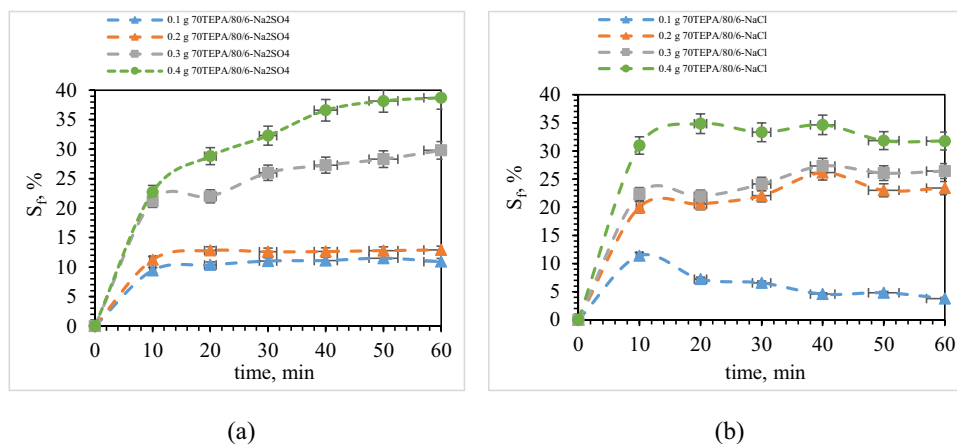 0.1 g 70TEPA/80/6-Na2SO4
0.2 g 70TEPA/80/6-Na2SO4
0.3 g 70TEPA/80/6-Na2SO4
0.4 g 70TEPA/80/6-Na2SO4
40
35
30
25
20
15
10
5
0
Sf, %
0 10 20 30 40 50 60
time, min
(a)
0.1 g 70TEPA/80/6-NaCl
0.2 g 70TEPA/80/6-NaCl
0.3 g 70TEPA/80/6-NaCl
0.4 g 70TEPA/80/6-NaCl
40
35
30
25
20
15
10
5
0
Sf, %
0 10 20 30 40 50 60
time, min
(b)